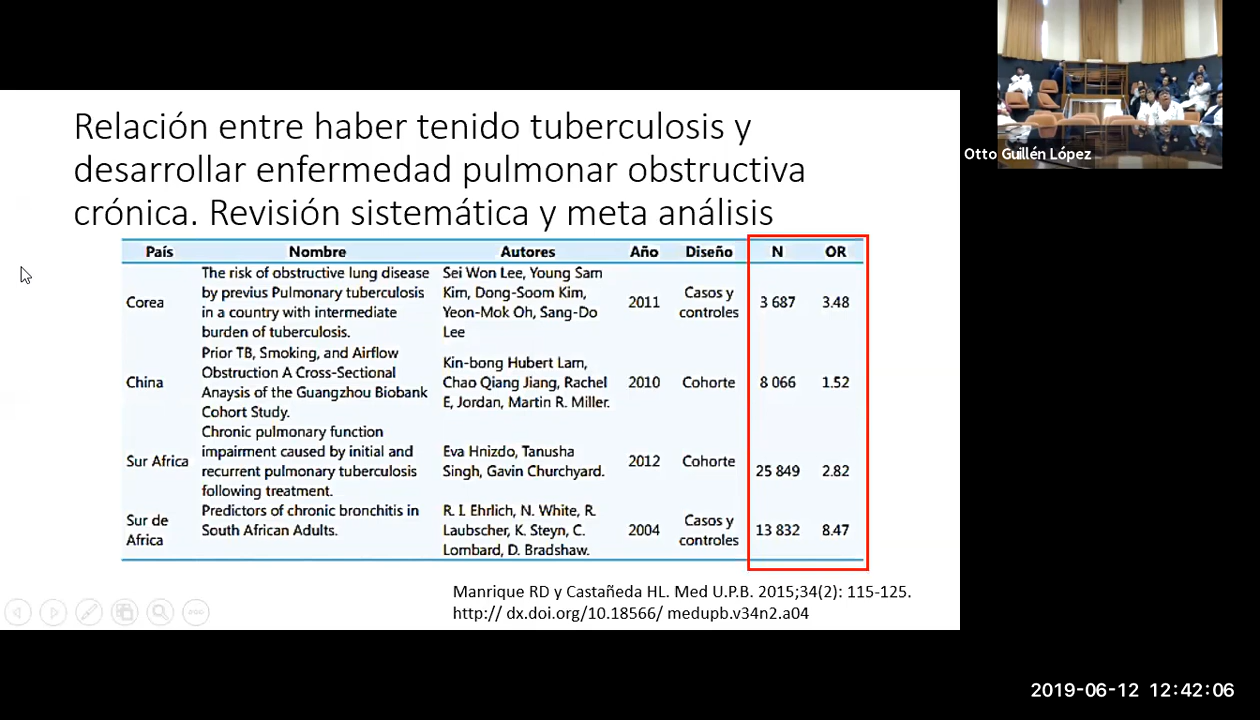 Relación entre haber tenido tuberculosis y
desarrollar enfermedad pulmonar obstructiva
crónica. Revisión sistemática y meta análisis
País Nombre Autores Año Diseño N OR
Corea
The risk of obstructive lung disease
by previus Pulmonary tuberculosis
in a country with intermediate
burden of tuberculosis.
Sei Won Lee, Young Sam
Kim, Dong-Soom Kim,
Yeon-Mok Oh, Sang-Do
Lee
2011
Casos y
controles
3 687
3.48
China
Prior TB, Smoking, and Airflow
Obstruction A Cross-Sectional
Anaysis of the Guangzhou Biobank
Cohort Study.
Kin-bong Hubert Lam,
Chao Qiang Jiang, Rachel
E, Jordan, Martin R. Miller.
2010
Cohorte
8 066
1.52
Sur Africa
Chronic pulmonary function
impairment caused by initial and
recurrent pulmonary tuberculosis
following treatment.
Eva Hnizdo, Tanusha
Singh, Gavin Churchyard.
2012
Cohorte
25 849
2.82
Sur de
Africa
Predictors of chronic bronchitis in
South African Adults.
R. I. Ehrlich, N. White, R.
Laubscher, K. Steyn, C.
Lombard, D. Bradshaw.
2004
Casos y
controles
13 832
8.47
Manrique RD y Castañeda HL. Med U.P.B. 2015;34(2): 115-125.
http:// dx.doi.org/10.18566/ medupb.v34n2.a04
Otto Guillén López
2019-06-12 12:42:06